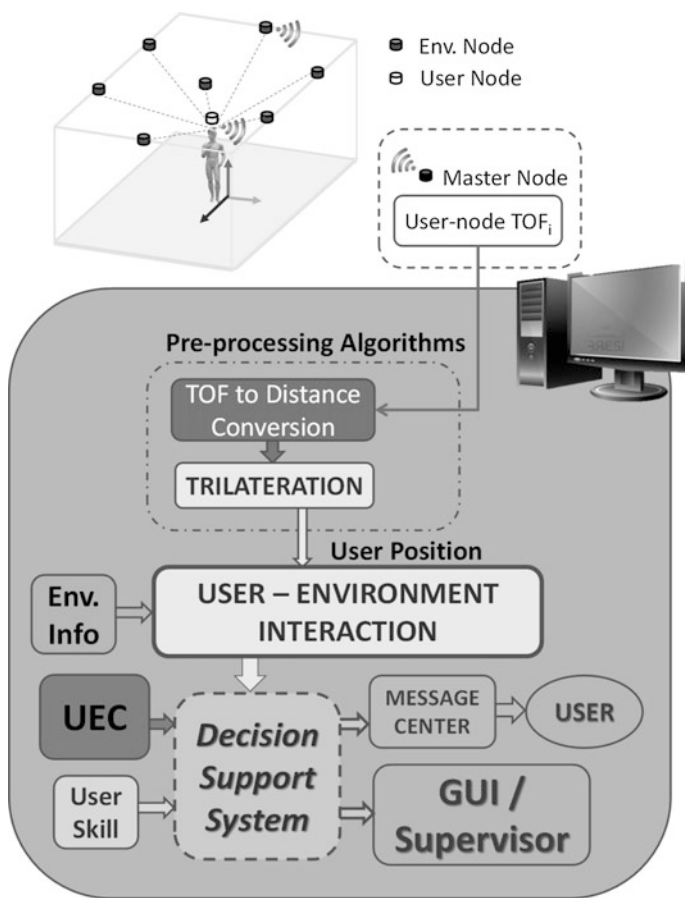 Env. Node
User Node
Master Node
User-node TOFi
Pre-processing Algorithms
TOF to Distance
Conversion
TRILATERATION
User Position
Env.
Info
USER – ENVIRONMENT
INTERACTION
UEC
Decision
Support
System
MESSAGE
CENTER
USER
User
Skill
GUI /
Supervisor